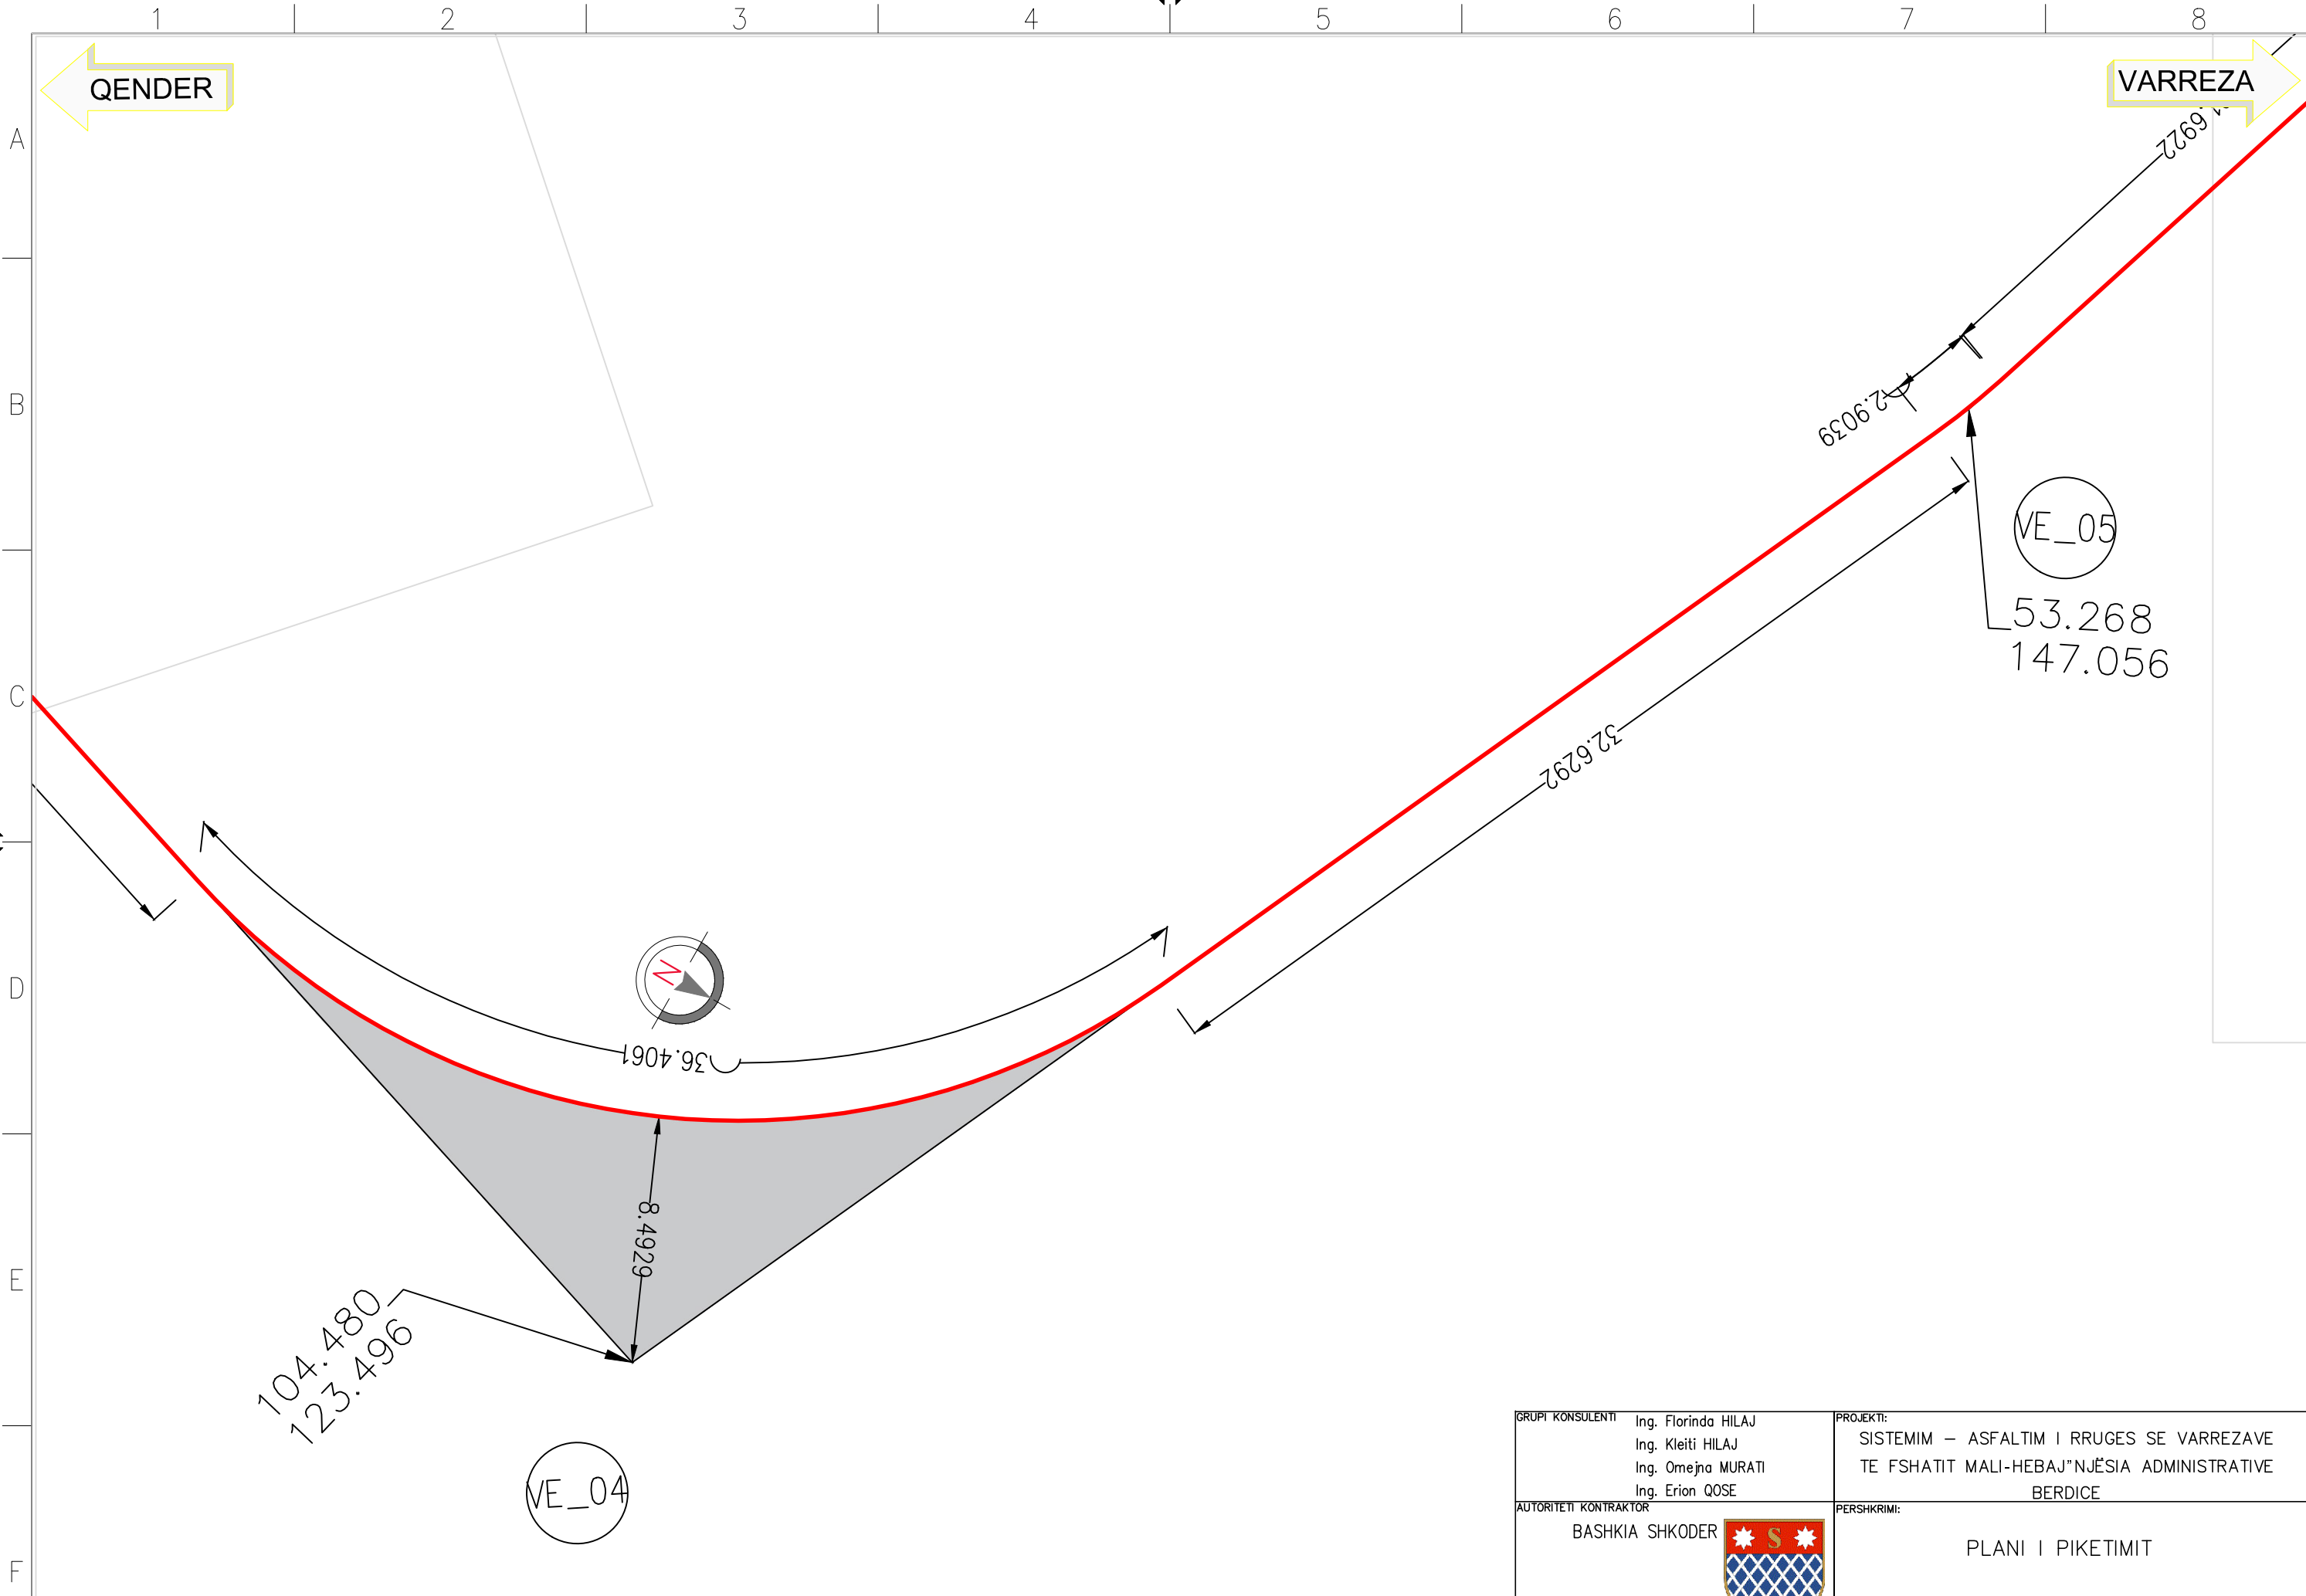 1 2 3 4 5 6 7 8
QENDER
VARREZA
A
6922
B
2.9039
VE_05
53.268
147.056
C
32.6292
N
D
36.4061
8.4929
E
104.480
123.496
VE_04
F
GRUPI KONSULENTI
Ing. Florinda HILAJ
Ing. Kleiti HILAJ
Ing. Omejna MURATI
Ing. Erion QOSE
PROJEKTI:
SISTEMIM – ASFALTIM I RRUGES SE VARREZAVE
TE FSHATIT MALI-HEBAJ"NJËSIA ADMINISTRATIVE
BERDICE
AUTORITETI KONTRAKTOR
BASHKIA SHKODER
S
PERSHKRIMI:
PLANI I PIKETIMIT